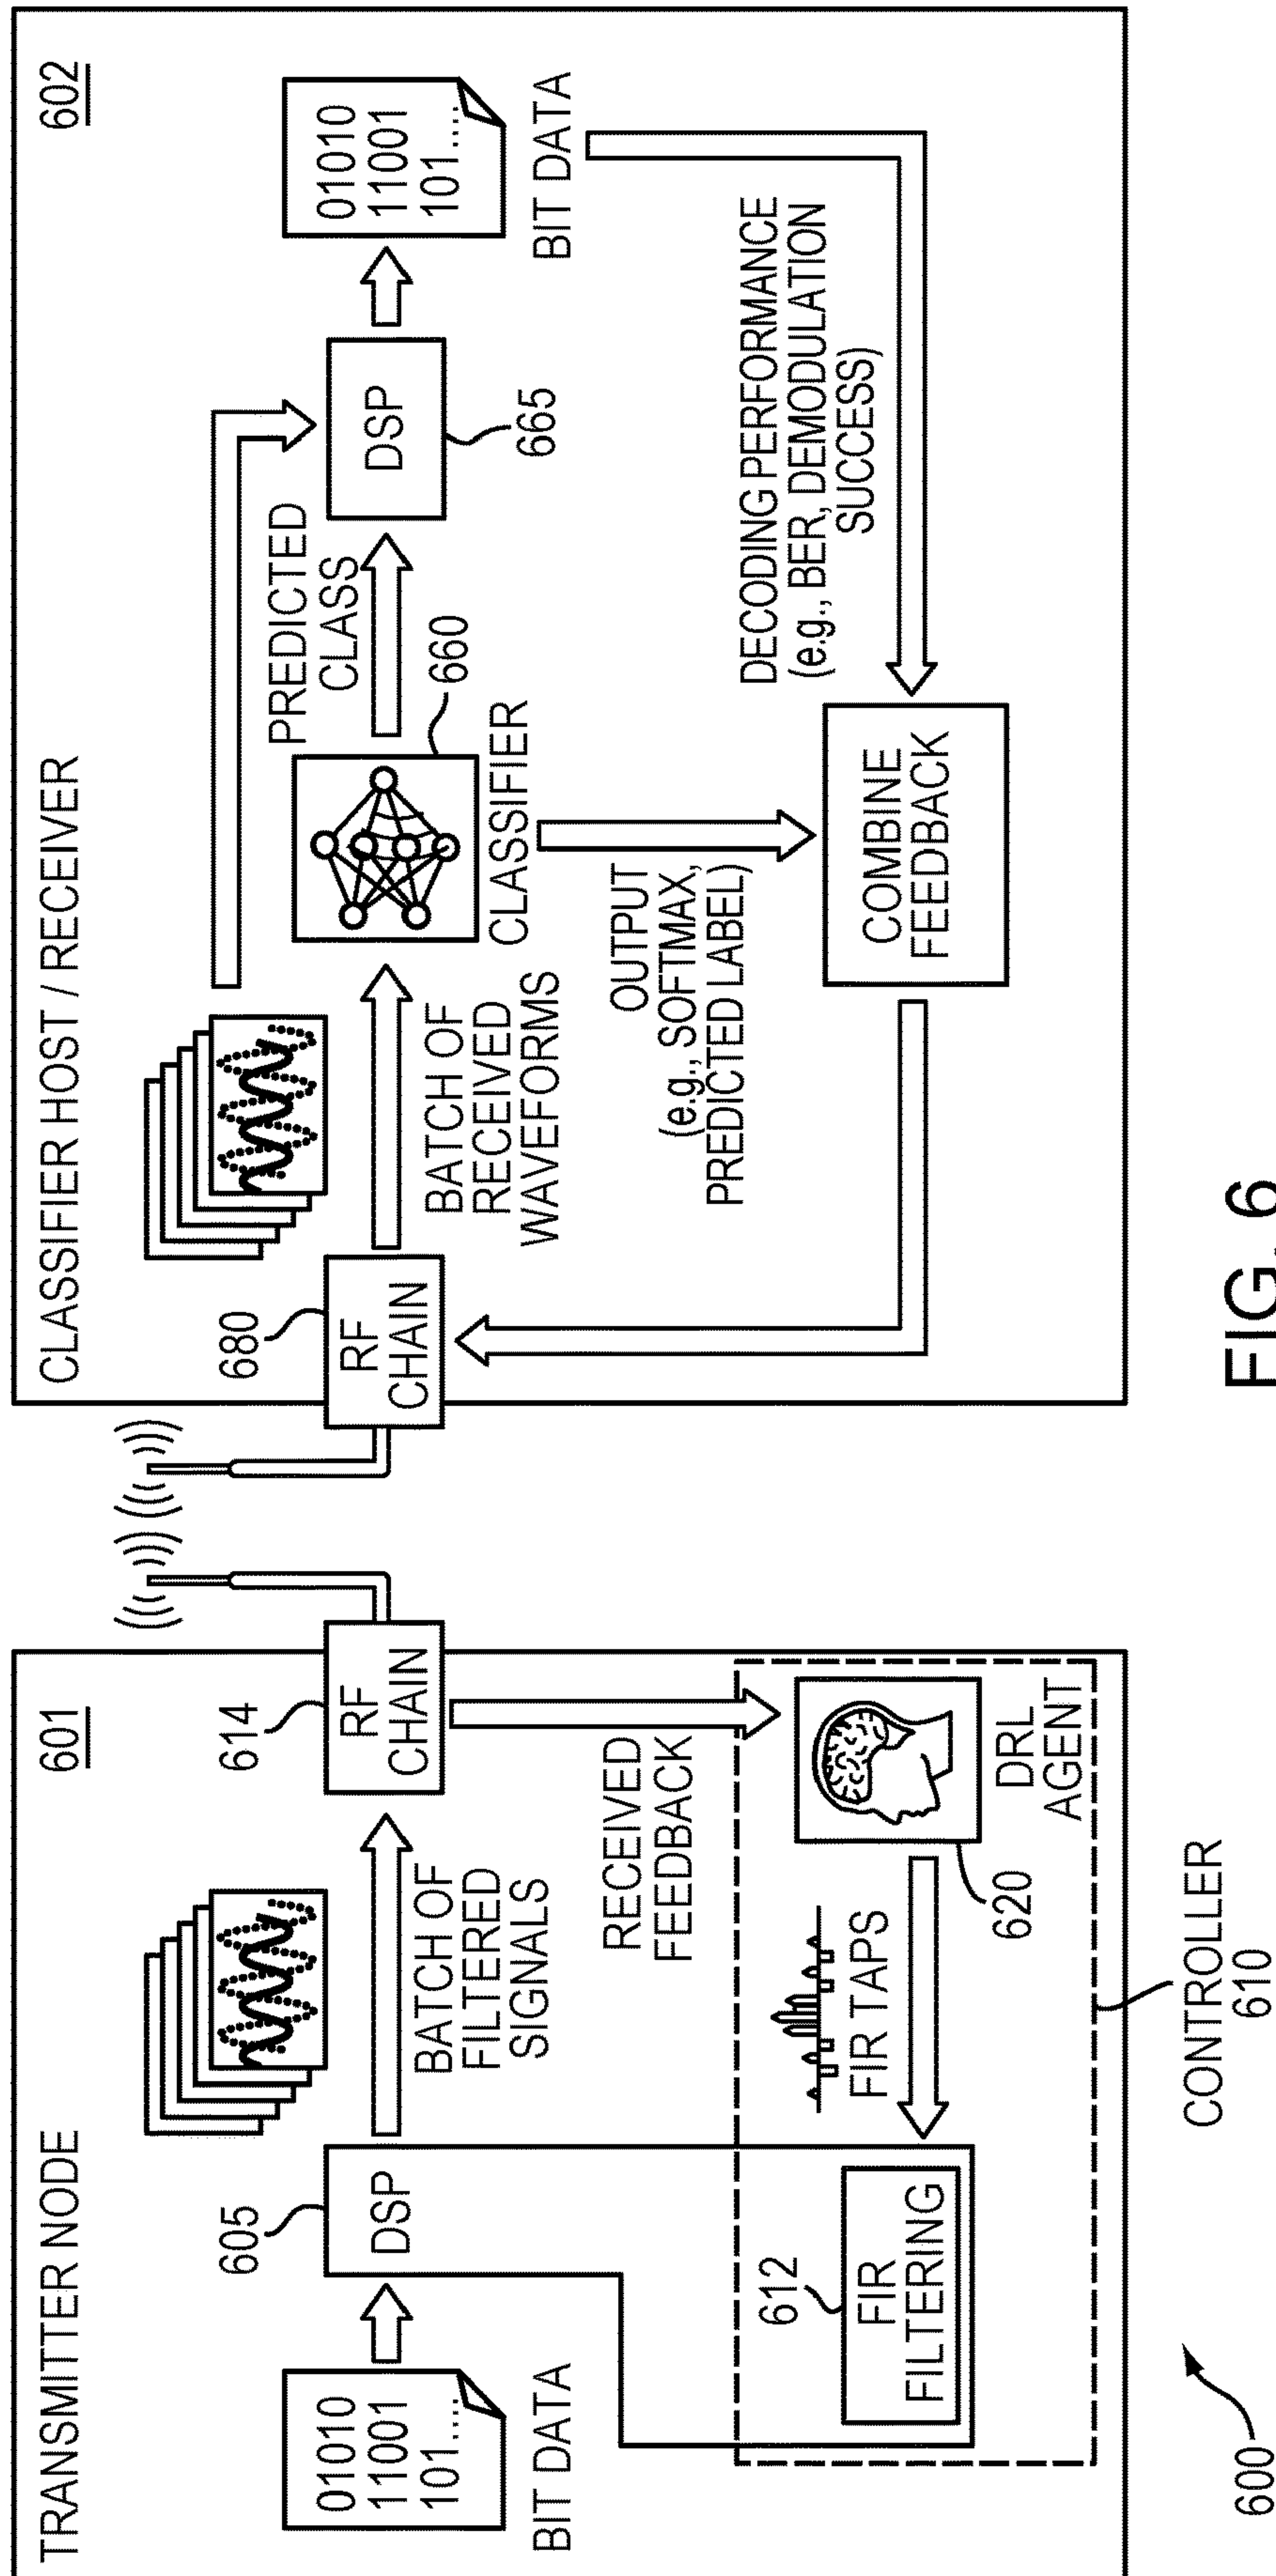 TRANSMITTER NODE
601
01010
11001
101....
BIT DATA
605
DSP
BATCH OF
FILTERED
SIGNALS
614
RF
CHAIN
RECEIVED
FEEDBACK
612
FIR
FILTERING
FIR TAPS
620
DRL
AGENT
CONTROLLER
610
600
CLASSIFIER HOST / RECEIVER
602
680
RF
CHAIN
BATCH OF
RECEIVED
WAVEFORMS
CLASSIFIER
660
PREDICTED
CLASS
DSP
665
01010
11001
101....
BIT DATA
OUTPUT
(e.g., SOFTMAX,
PREDICTED LABEL)
DECODING PERFORMANCE
(e.g., BER, DEMODULATION
SUCCESS)
COMBINE
FEEDBACK
FIG. 6